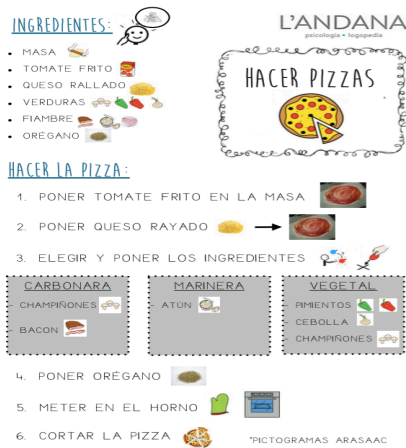 INGREDIENTES:
• MASA
• TOMATE FRITO
• QUESO RALLADO
• VERDURAS
• FIAMBRE
• ORÉGANO
L'ANDANA
psicología • logopedia
HACER PIZZAS
HACER LA PIZZA:
1. PONER TOMATE FRITO EN LA MASA
2. PONER QUESO RAYADO
3. ELEGIR Y PONER LOS INGREDIENTES
CARBONARA
- CHAMPIÑONES
- BACON
MARINERA
- ATÚN
VEGETAL
- PIMIENTOS
- CEBOLLA
- CHAMPIÑONES
4. PONER ORÉGANO
5. METER EN EL HORNO
6. CORTAR LA PIZZA
*PICTOGRAMAS ARASAAC